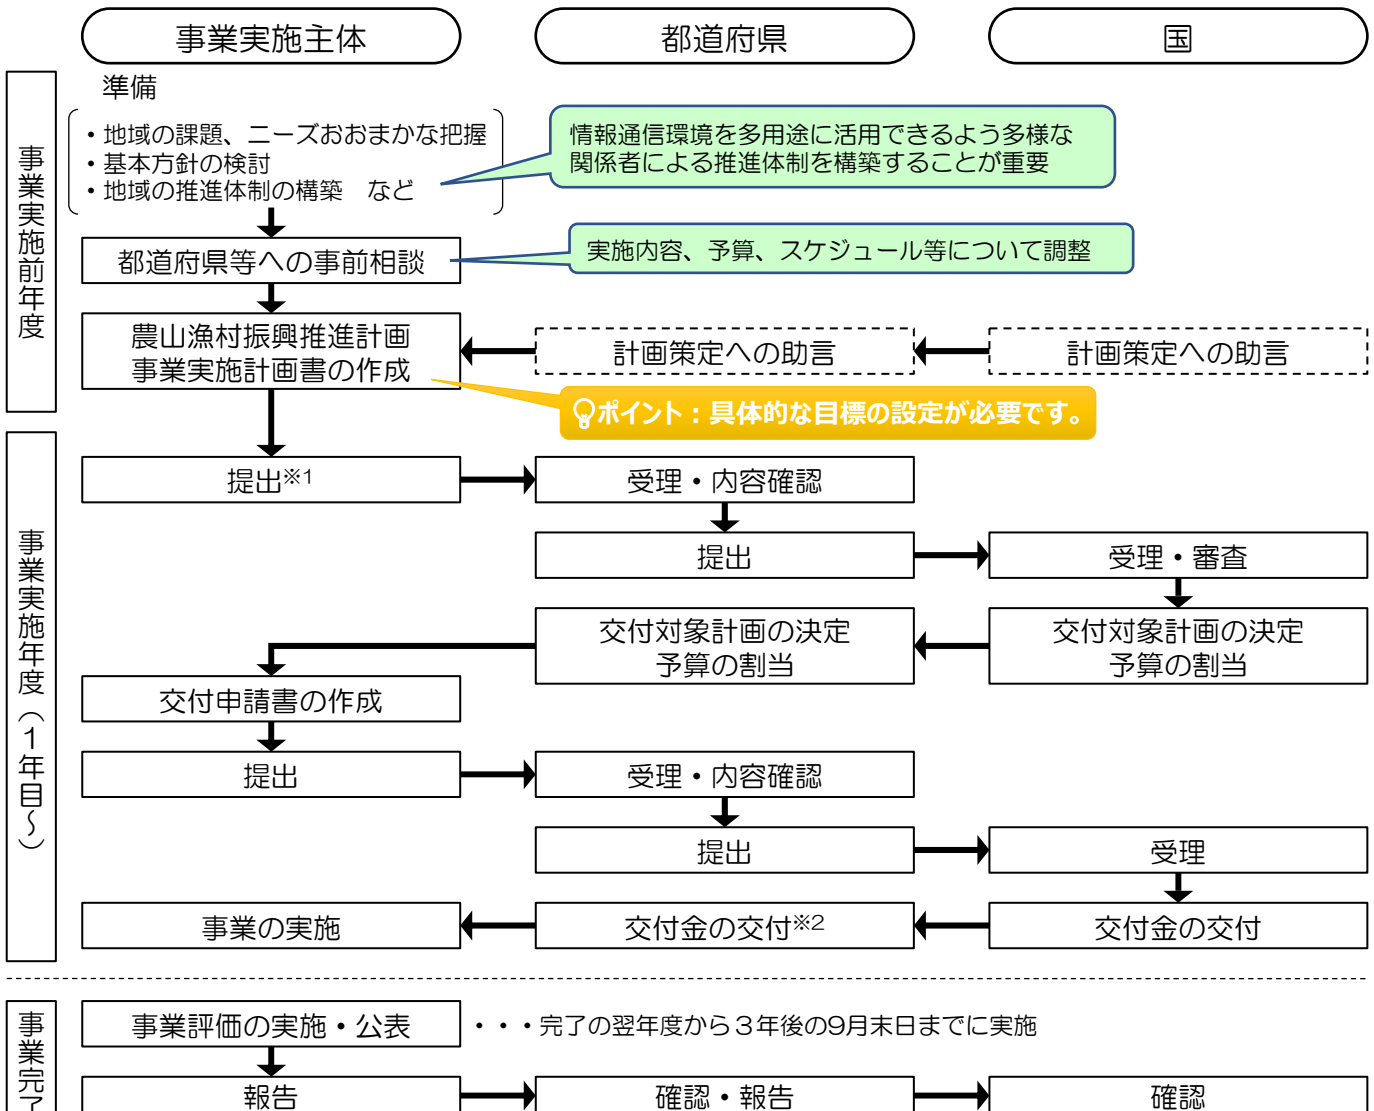 事業実施主体
都道府県
国
事業実施前年度
準備
・地域の課題、ニーズおおまかな把握
・基本方針の検討
・地域の推進体制の構築　など
情報通信環境を多用途に活用できるよう多様な
関係者による推進体制を構築することが重要
都道府県等への事前相談
実施内容、予算、スケジュール等について調整
農山漁村振興推進計画
事業実施計画書の作成
計画策定への助言
計画策定への助言
ポイント：具体的な目標の設定が必要です。
事業実施年度（1年目～）
提出※1
受理・内容確認
提出
受理・審査
交付対象計画の決定
予算の割当
交付対象計画の決定
予算の割当
交付申請書の作成
提出
受理・内容確認
提出
受理
事業の実施
交付金の交付※2
交付金の交付
事業完了
事業評価の実施・公表
・・・完了の翌年度から３年後の9月末日までに実施
報告
確認・報告
確認